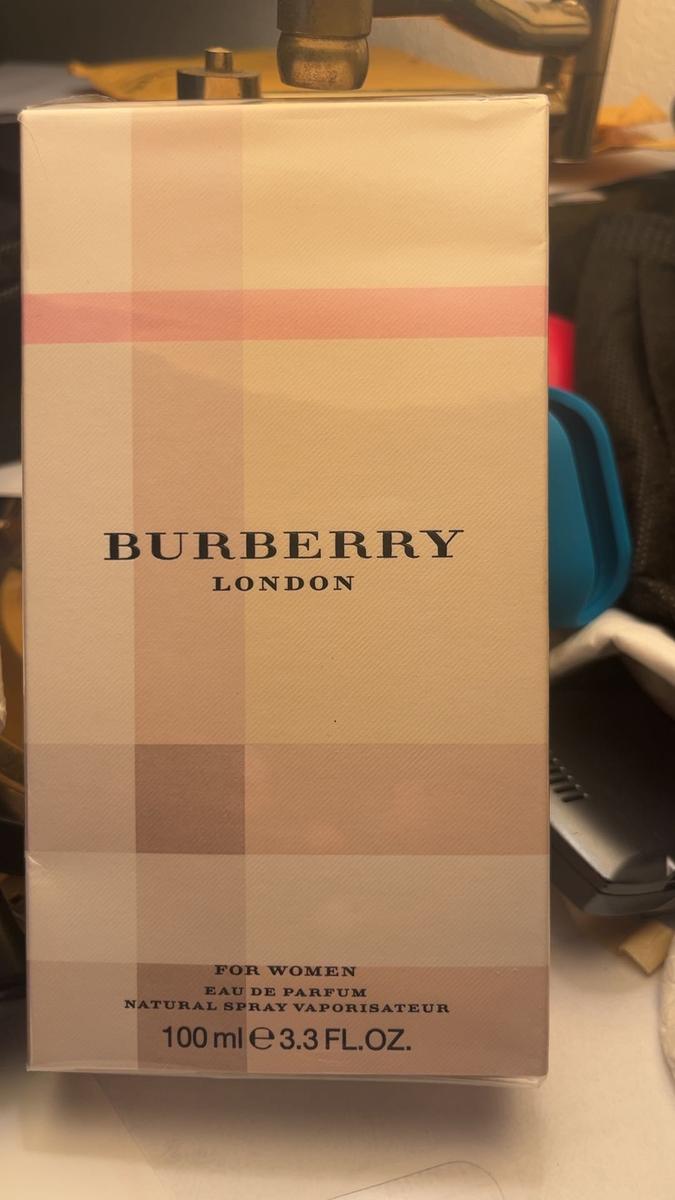 BURBERRY
LONDON
FOR WOMEN
EAU DE PARFUM
NATURAL SPRAY VAPORISATEUR
100 ml e 3.3 FL.OZ.